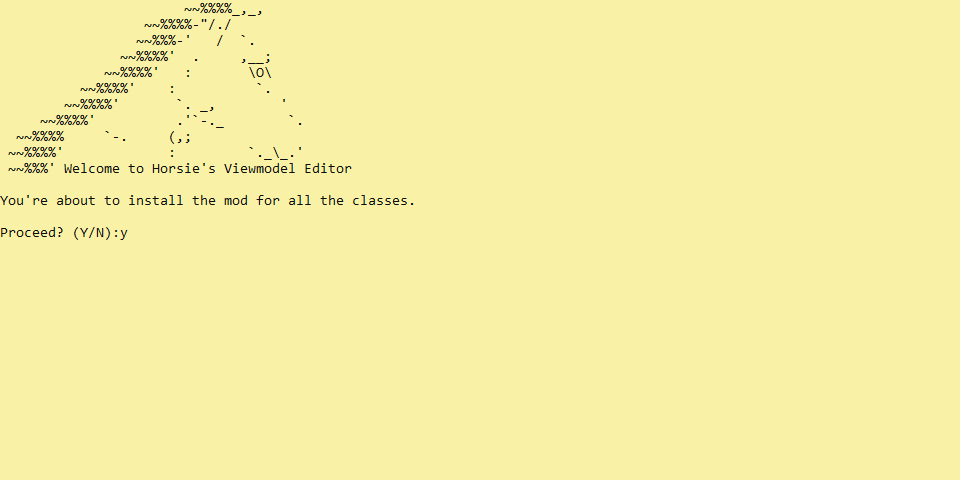 ~~%%%%_,_,
~~%%%%-"/./
~~%%%-' / `.
~~%%%%' . ,__;
~~%%%%' : \O\
~~%%%%' : `.
~~%%%%' `. _, '
~~%%%%' .'`-._ `.
~~%%%% `-. (,;
~~%%%%' : `._\_.'
~~%%%' Welcome to Horsie's Viewmodel Editor
You're about to install the mod for all the classes.
Proceed? (Y/N):y